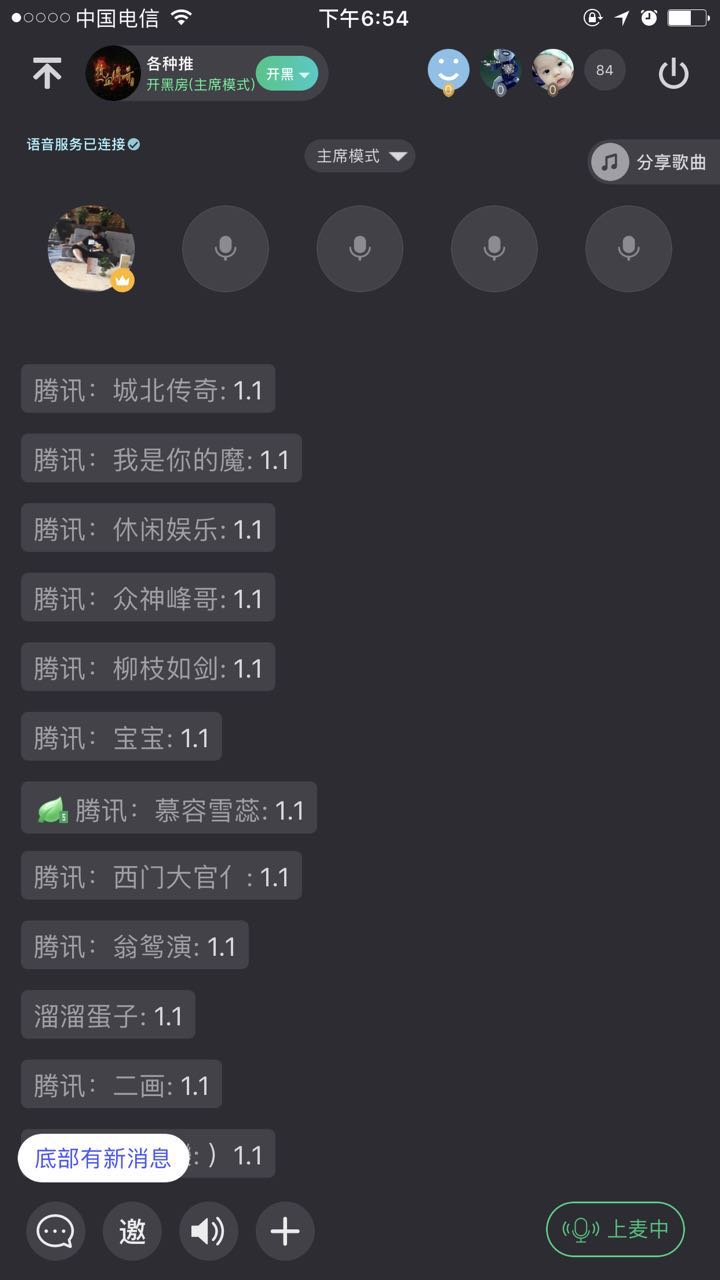 中国电信
下午6:54
各种推
开黑房(主席模式)
开黑
84
语音服务已连接
主席模式
分享歌曲
腾讯：城北传奇: 1.1
腾讯：我是你的魔: 1.1
腾讯：休闲娱乐: 1.1
腾讯：众神峰哥: 1.1
腾讯：柳枝如剑: 1.1
腾讯：宝宝: 1.1
腾讯：慕容雪蕊: 1.1
腾讯：西门大官亻: 1.1
腾讯：翁鸳演: 1.1
溜溜蛋子: 1.1
腾讯：二画: 1.1
: ) 1.1
底部有新消息
邀
上麦中